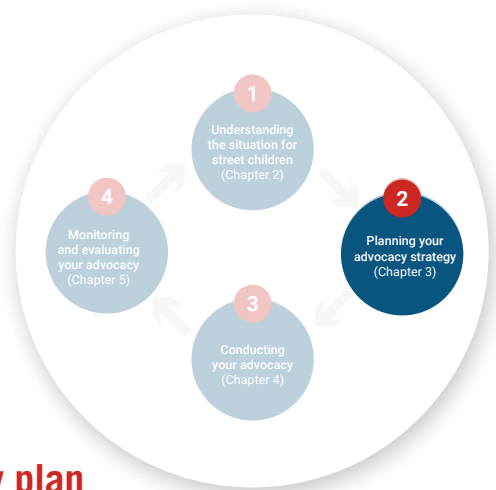 1
Understanding
the situation for
street children
(Chapter 2)
2
Planning your
advocacy strategy
(Chapter 3)
3
Conducting
your advocacy
(Chapter 4)
4
Monitoring
and evaluating
your advocacy
(Chapter 5)
plan